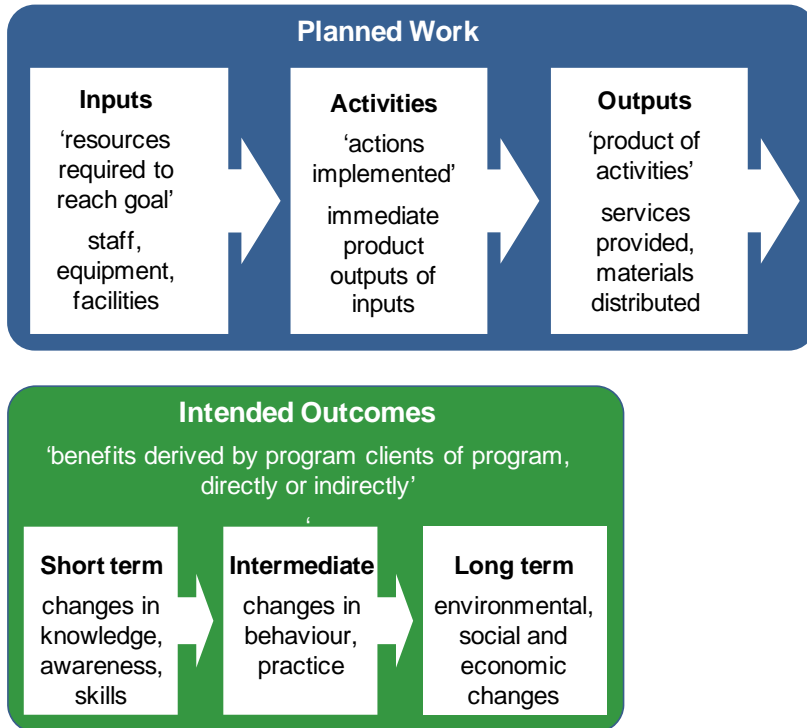 Planned Work
Inputs
‘resources
required to
reach goal’
staff,
equipment,
facilities
Activities
‘actions
implemented’
immediate
product
outputs of
inputs
Outputs
‘product of
activities’
services
provided,
materials
distributed
Intended Outcomes
‘benefits derived by program clients of program,
directly or indirectly’
‘
Short term
changes in
knowledge,
awareness,
skills
Intermediate
changes in
behaviour,
practice
Long term
environmental,
social and
economic
changes